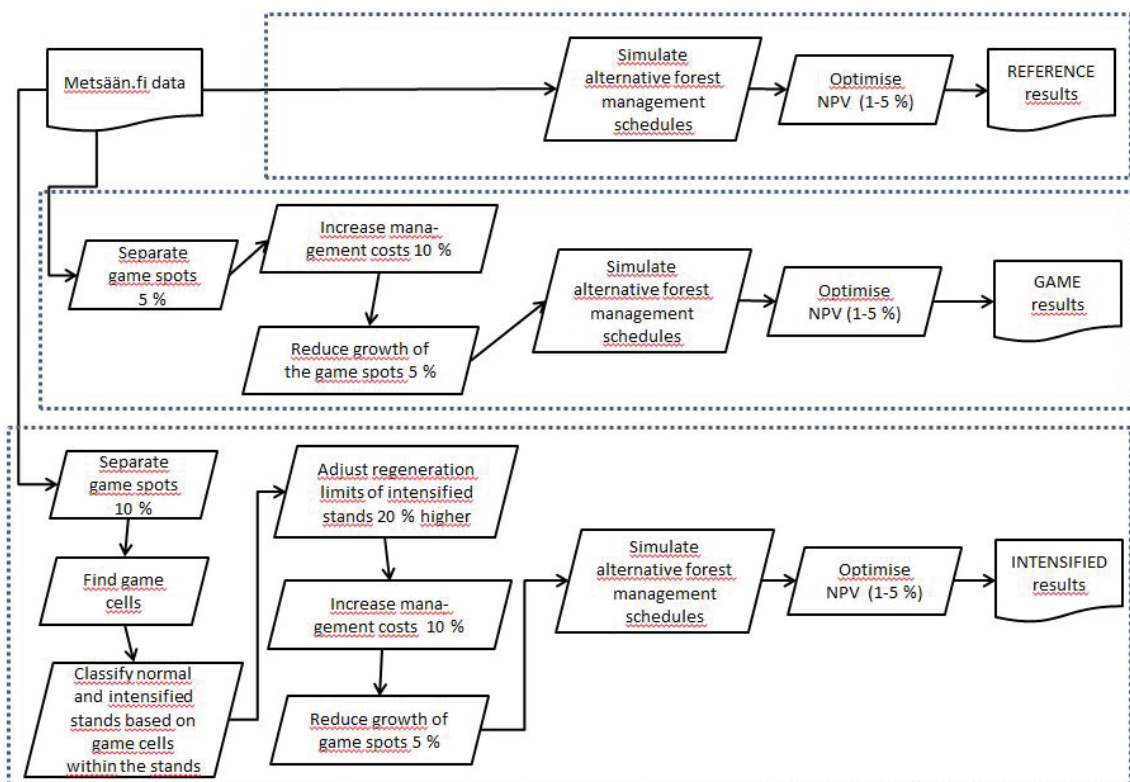 Metsään.fi data
Simulate
alternative forest
management
schedules
Optimise
NPV (1-5 %)
REFERENCE
results
Separate
game spots
5 %
Increase mana-
gement costs 10 %
Reduce growth of
the game spots 5 %
Simulate
alternative forest
management
schedules
Optimise
NPV (1-5 %)
GAME
results
Separate
game spots
10 %
Find game
cells
Classify normal
and intensified
stands based on
game cells
within the stands
Adjust regeneration
limits of intensified
stands 20 % higher
Increase mana-
gement costs 10 %
Reduce growth of
game spots 5 %
Simulate
alternative forest
management
schedules
Optimise
NPV (1-5 %)
INTENSIFIED
results